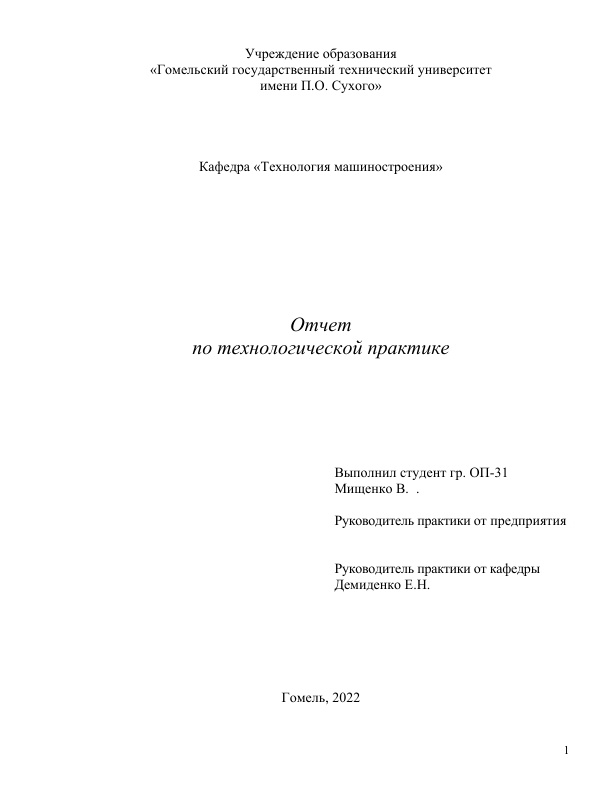 Учреждение образования
«Гомельский государственный технический университет
имени П.О. Сухого»
Кафедра «Технология машиностроения»
Отчет
по технологической практике
Выполнил студент гр. ОП-31
Мищенко В.  .
Руководитель практики от предприятия
Руководитель практики от кафедры
Демиденко Е.Н.
Гомель, 2022
1